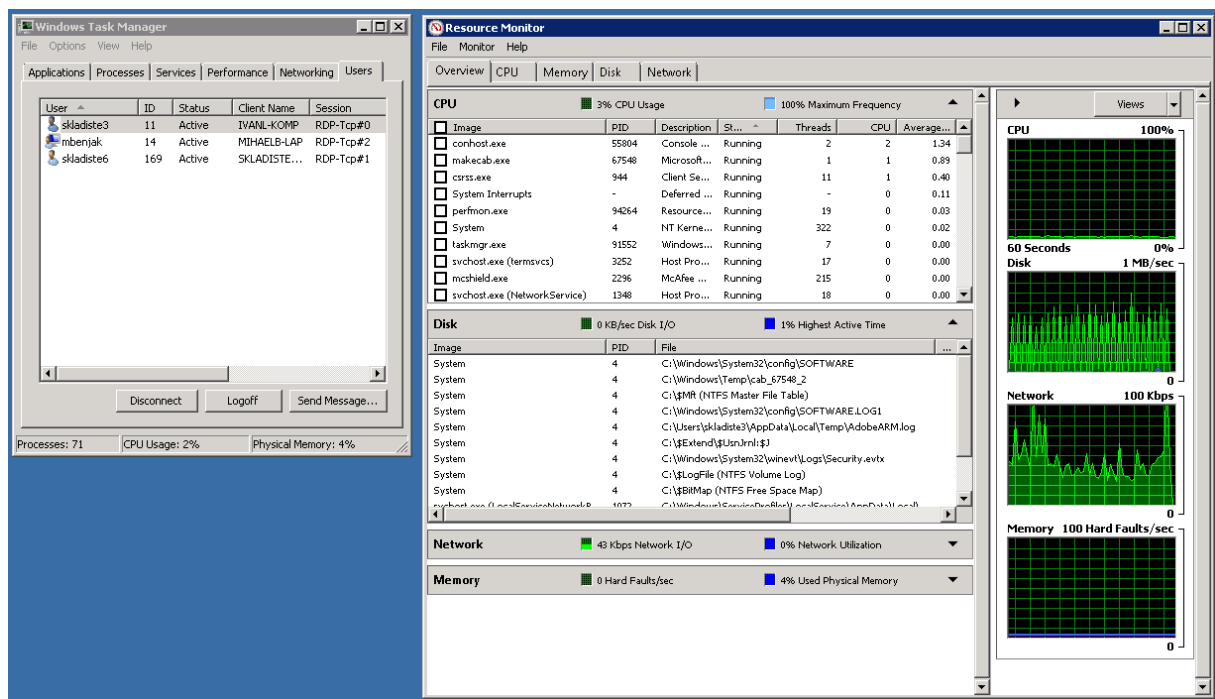 Windows Task Manager
File Options View Help
Applications Processes Services Performance Networking Users
User ID Status Client Name Session
skladiste3 11 Active IVANL-KOMP RDP-Tcp#0
mbenjak 14 Active MIHAELB-LAP RDP-Tcp#2
skladiste6 169 Active SKLADISTE... RDP-Tcp#1
Disconnect Logoff Send Message...
Processes: 71 CPU Usage: 2% Physical Memory: 4%
Resource Monitor
File Monitor Help
Overview CPU Memory Disk Network
CPU 3% CPU Usage 100% Maximum Frequency
Image PID Description St... Threads CPU Average...
conhost.exe 55804 Console ... Running 2 2 1.34
makecab.exe 67548 Microsoft... Running 1 1 0.89
csrss.exe 944 Client Se... Running 11 1 0.40
System Interrupts - Deferred ... Running - 0 0.11
perfmon.exe 94264 Resource... Running 19 0 0.03
System 4 NT Kerne... Running 322 0 0.02
taskmgr.exe 91552 Windows... Running 7 0 0.00
svchost.exe (termsvcs) 3252 Host Pro... Running 17 0 0.00
mcshield.exe 2296 McAfee ... Running 215 0 0.00
svchost.exe (NetworkService) 1348 Host Pro... Running 18 0 0.00
Disk 0 KB/sec Disk I/O 1% Highest Active Time
Image PID File ...
System 4 C:\Windows\System32\config\SOFTWARE
System 4 C:\Windows\Temp\cab_67548_2
System 4 C:\$Mft (NTFS Master File Table)
System 4 C:\Windows\System32\config\SOFTWARE.LOG1
System 4 C:\Users\skladiste3\AppData\Local\Temp\AdobeARM.log
System 4 C:\$Extend\$UsnJrnl:$J
System 4 C:\Windows\System32\winevt\Logs\Security.evtx
System 4 C:\$LogFile (NTFS Volume Log)
System 4 C:\$BitMap (NTFS Free Space Map)
Network 43 Kbps Network I/O 0% Network Utilization
Memory 0 Hard Faults/sec 4% Used Physical Memory
Views
CPU 100%
60 Seconds 0%
Disk 1 MB/sec
0
Network 100 Kbps
0
Memory 100 Hard Faults/sec
0